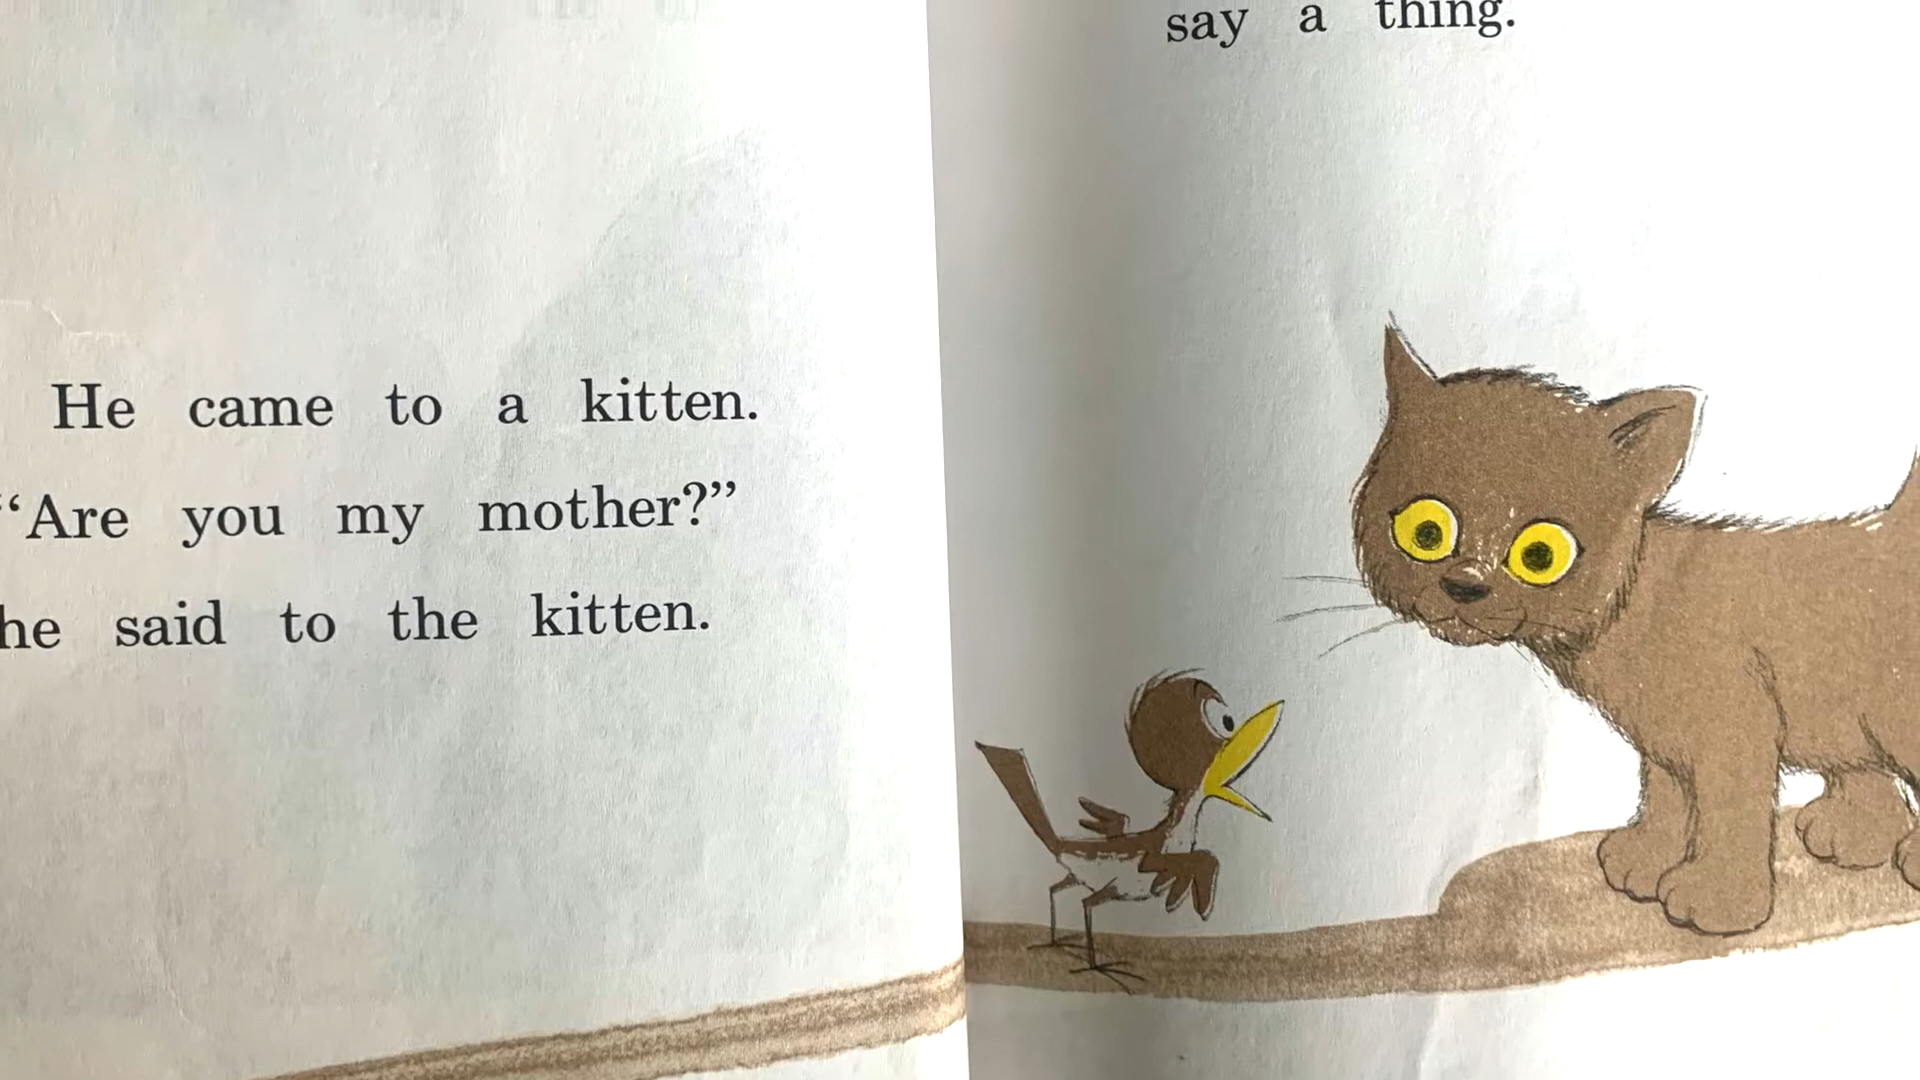 He came to a kitten.
“Are you my mother?”
he said to the kitten.
say a thing.